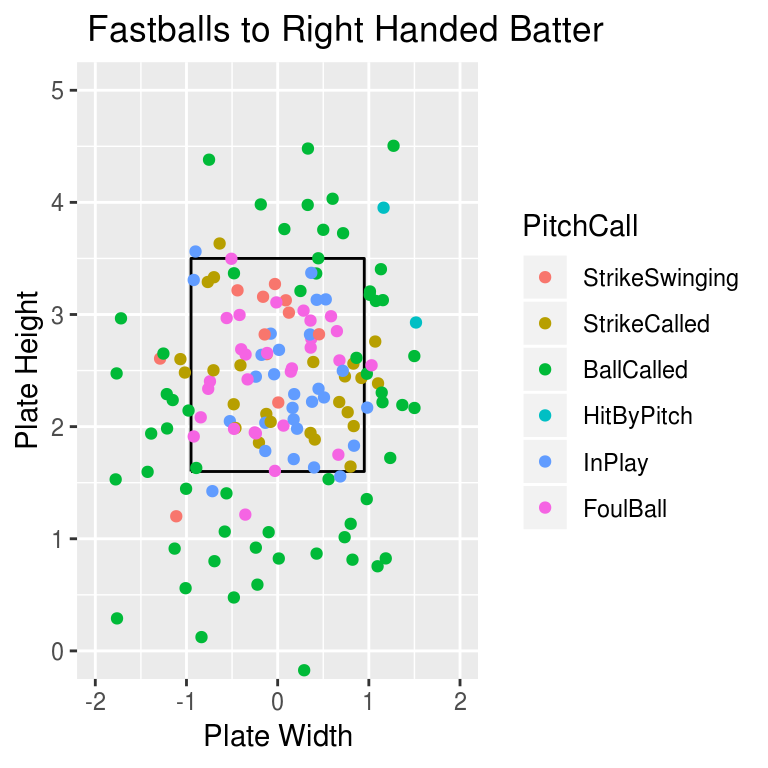 Fastballs to Right Handed Batter
5
4
3
2
1
0
-2 -1 0 1 2
Plate Height
Plate Width
PitchCall
StrikeSwinging
StrikeCalled
BallCalled
HitByPitch
InPlay
FoulBall